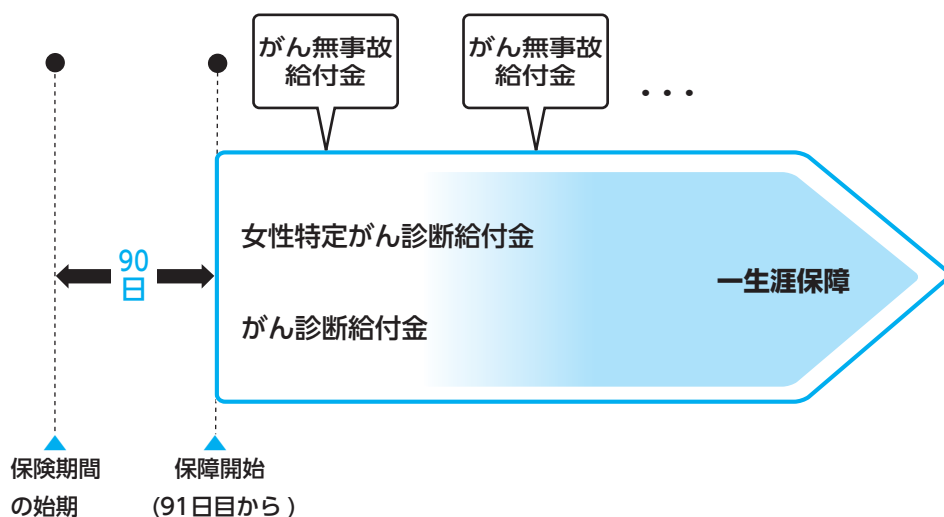 がん無事故
給付金
がん無事故
給付金
・・・
女性特定がん診断給付金
90
日
一生涯保障
がん診断給付金
保険期間
の始期
保障開始
(91日目から)